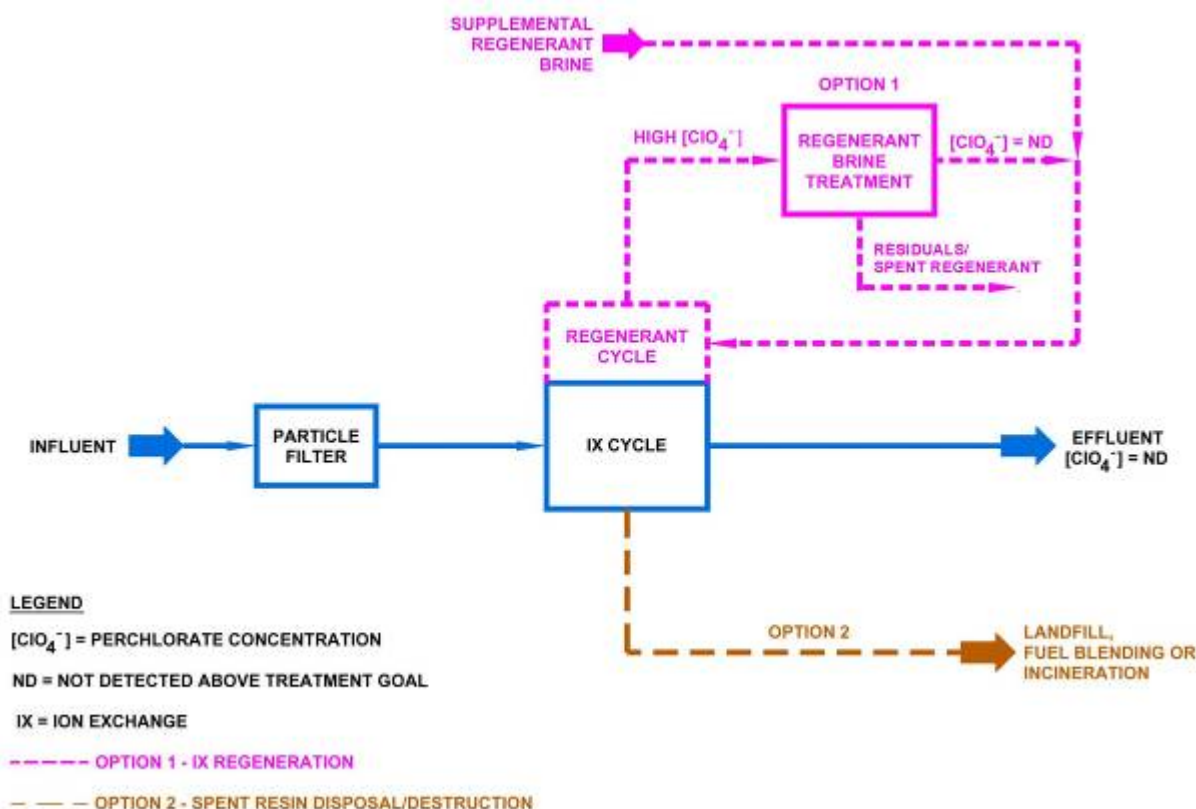 SUPPLEMENTAL
REGENERANT
BRINE
OPTION 1
HIGH [ClO₄⁻]
REGENERANT
BRINE
TREATMENT
[ClO₄⁻] = ND
RESIDUALS/
SPENT REGENERANT
REGENERANT
CYCLE
INFLUENT
PARTICLE
FILTER
IX CYCLE
EFFLUENT
[ClO₄⁻] = ND
OPTION 2
LANDFILL,
FUEL BLENDING OR
INCINERATION
LEGEND
[ClO₄⁻] = PERCHLORATE CONCENTRATION
ND = NOT DETECTED ABOVE TREATMENT GOAL
IX = ION EXCHANGE
OPTION 1 - IX REGENERATION
OPTION 2 - SPENT RESIN DISPOSAL/DESTRUCTION